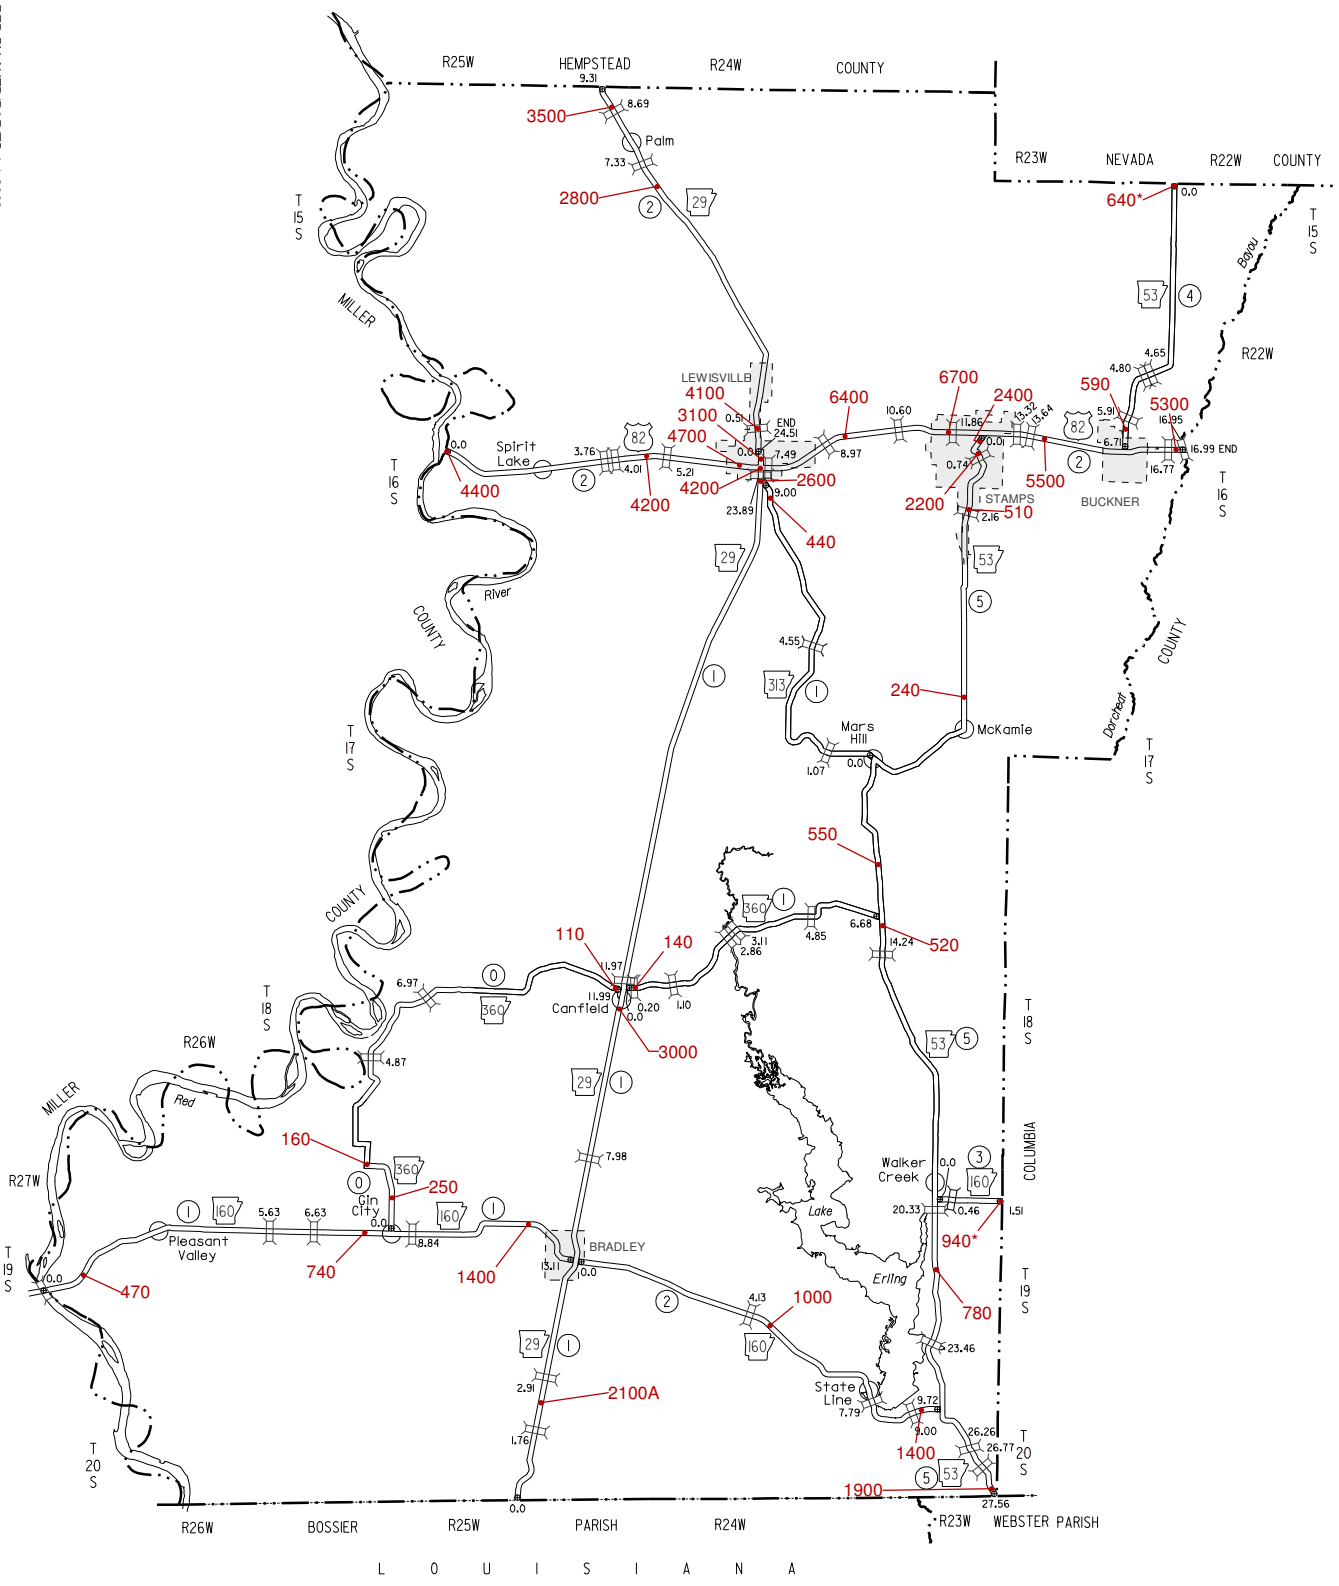 R25W
HEMPSTEAD
R24W
COUNTY
9.31
3500
8.69
Palm
7.33
2800
2
29
R23W
NEVADA
R22W
COUNTY
640*
0.0
T
15
S
T
15
S
Bayou
MILLER
53
4
R22W
4.65
4.80
LEWISVILLE
4100
0.51
END
24.51
3100
0.0
7.49
4700
4200
2600
6400
8.97
10.60
6700
2400
11.86
0.01
13.32
13.64
0.74
2200
STAMPS
510
2.16
82
2
5500
590
5.91
6.71
5300
16.95
16.99 END
16.77
BUCKNER
T
16
S
0.0
Spirit
Lake
3.76
82
4.01
5.21
2
4400
4200
T
16
S
23.89
9.00
440
29
53
5
River
COUNTY
4.55
313
1
1
240
COUNTY
Dorcheat
Mars
Hill
McKamie
1.07
0.0
T
17
S
T
17
S
550
COUNTY
360
1
3.11
2.86
4.85
6.68
520
14.24
110
140
11.97
11.99
Canfield
0.20
0.0
1.10
6.97
0
360
3000
T
18
S
T
18
S
R26W
4.87
53
5
29
1
MILLER
Red
160
7.98
COLUMBIA
Walker
Creek
0.0
3
160
0.46
1.51
20.33
940*
R27W
360
0
250
Gin
City
0.0
1
160
5.63
6.63
160
1
Pleasant
Valley
8.84
740
1400
BRADLEY
13.11
0.0
Lake
Erling
T
19
S
0.0
470
2
4.13
1000
160
780
T
19
S
23.46
29
1
2.91
2100A
1.76
State
Line
7.79
9.72
9.00
1400
26.26
26.77
T
20
S
T
20
S
5
53
1900
27.56
0.0
R26W
BOSSIER
R25W
PARISH
R24W
R23W
WEBSTER PARISH
L O U I S I A N A